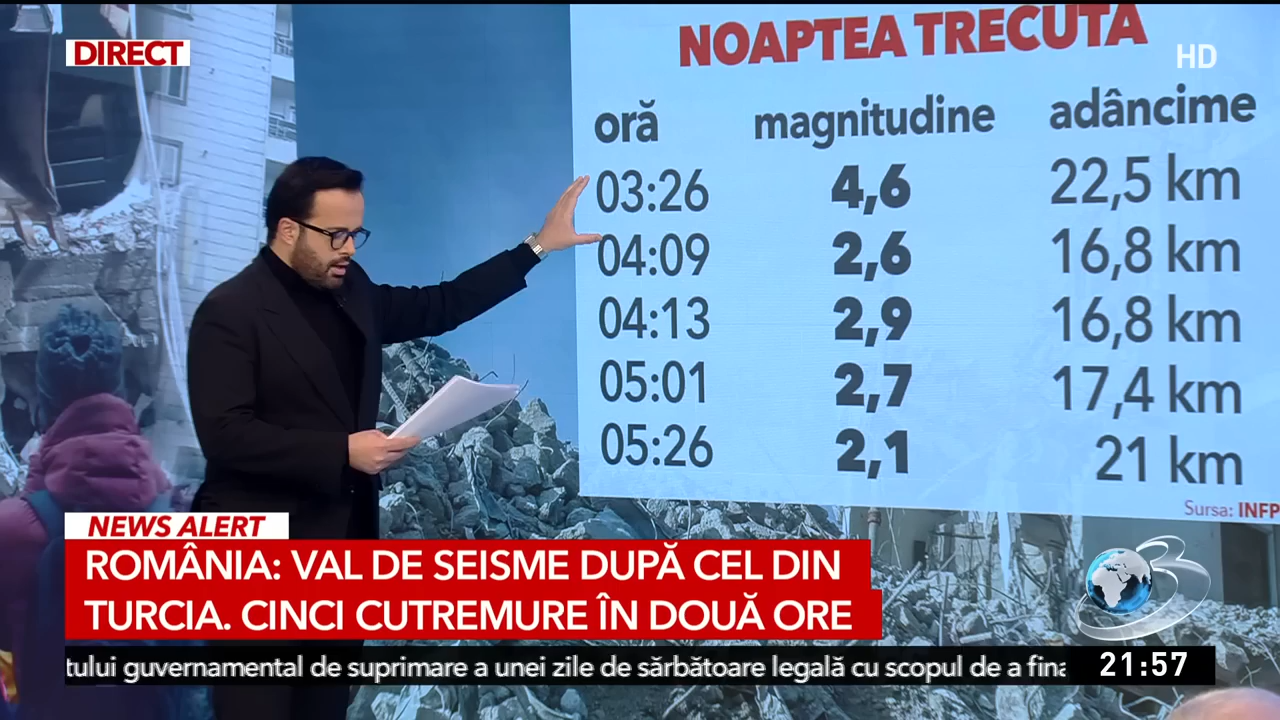 DIRECT
NOAPTEA TRECUTĂ
HD
oră magnitudine adâncime
03:26 4,6 22,5 km
04:09 2,6 16,8 km
04:13 2,9 16,8 km
05:01 2,7 17,4 km
05:26 2,1 21 km
Sursa: INFP
NEWS ALERT
ROMÂNIA: VAL DE SEISME DUPĂ CEL DIN
TURCIA. CINCI CUTREMURE ÎN DOUĂ ORE
3
tului guvernamental de suprimare a unei zile de sărbătoare legală cu scopul de a fina
21:57